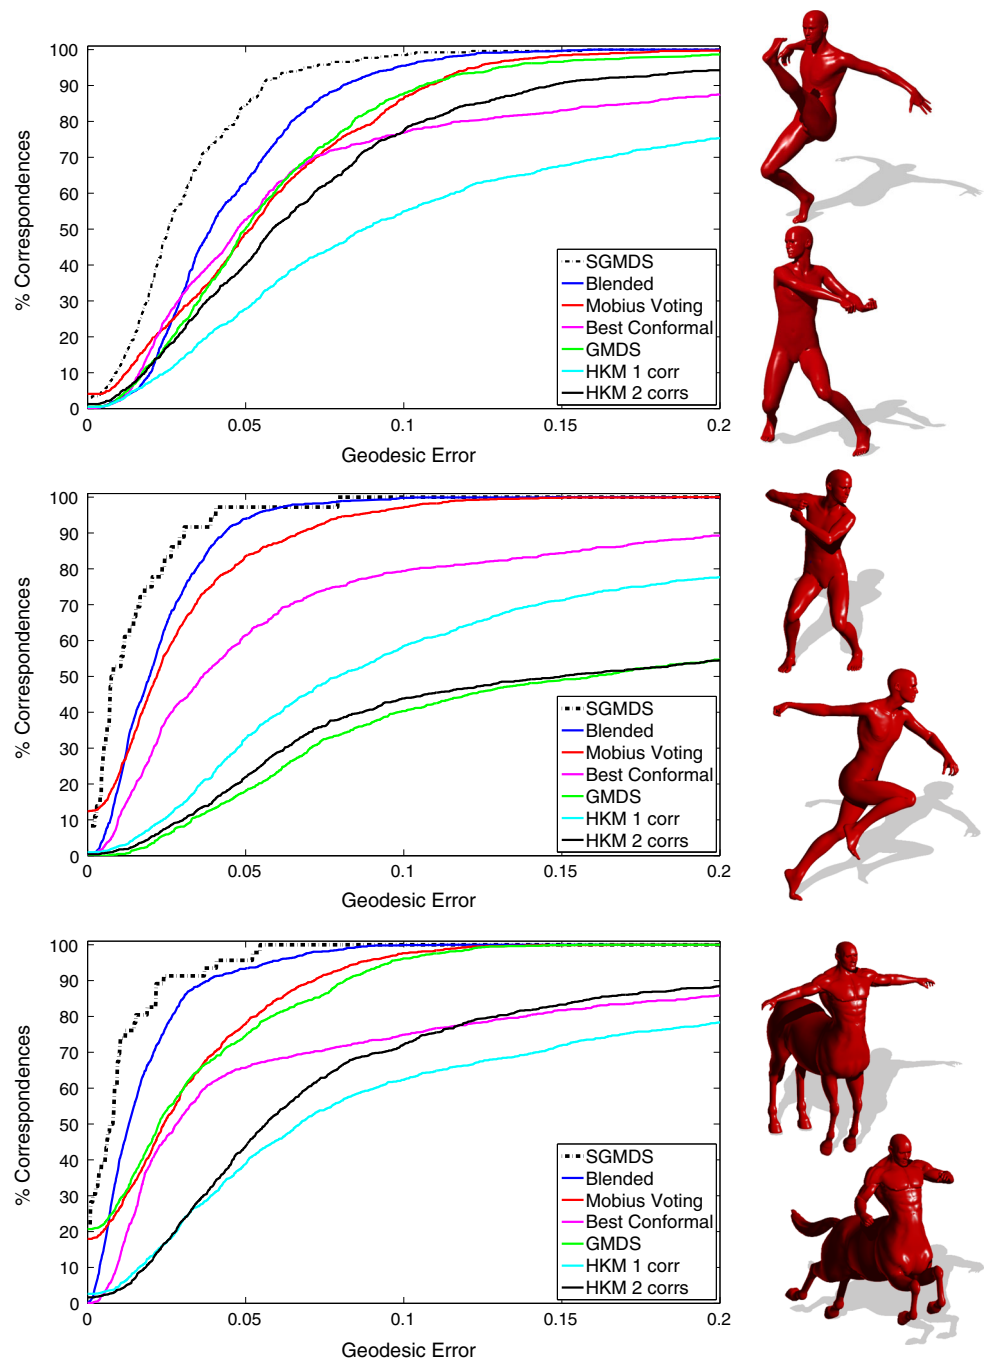 100
90
80
70
60
50
40
30
20
10
0
% Correspondences
SGMDS
Blended
Mobius Voting
Best Conformal
GMDS
HKM 1 corr
HKM 2 corrs
0 0.05 0.1 0.15 0.2
Geodesic Error
100
90
80
70
60
50
40
30
20
10
0
% Correspondences
SGMDS
Blended
Mobius Voting
Best Conformal
GMDS
HKM 1 corr
HKM 2 corrs
0 0.05 0.1 0.15 0.2
Geodesic Error
100
90
80
70
60
50
40
30
20
10
0
% Correspondences
SGMDS
Blended
Mobius Voting
Best Conformal
GMDS
HKM 1 corr
HKM 2 corrs
0 0.05 0.1 0.15 0.2
Geodesic Error